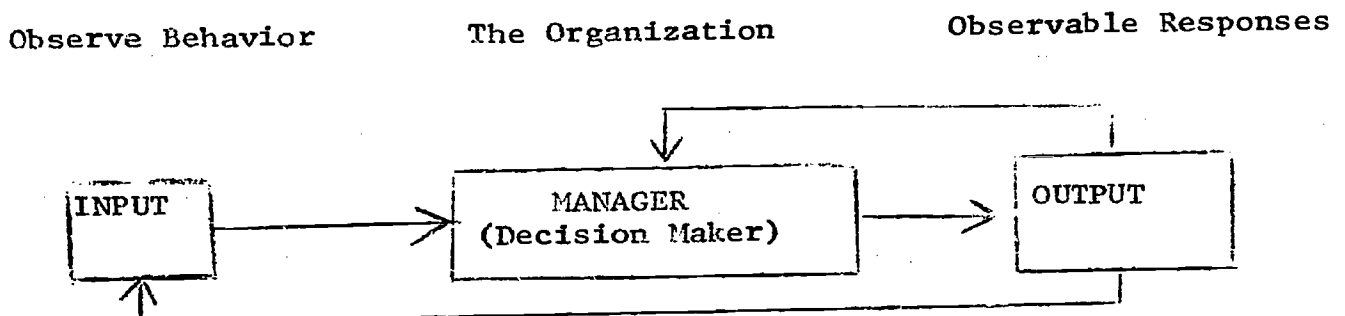 Observe Behavior
The Organization
Observable Responses
INPUT
MANAGER
(Decision Maker)
OUTPUT